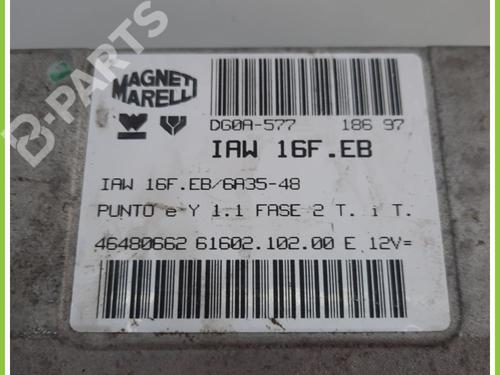 MAGNETI
MARELLI
DG0A-577 186 97
IAW 16F.EB
IAW 16F.EB/6A35-48
PUNTO e Y 1.1 FASE 2 T. i T.
46480662 61602.102.00 E 12V=
B-PARTS